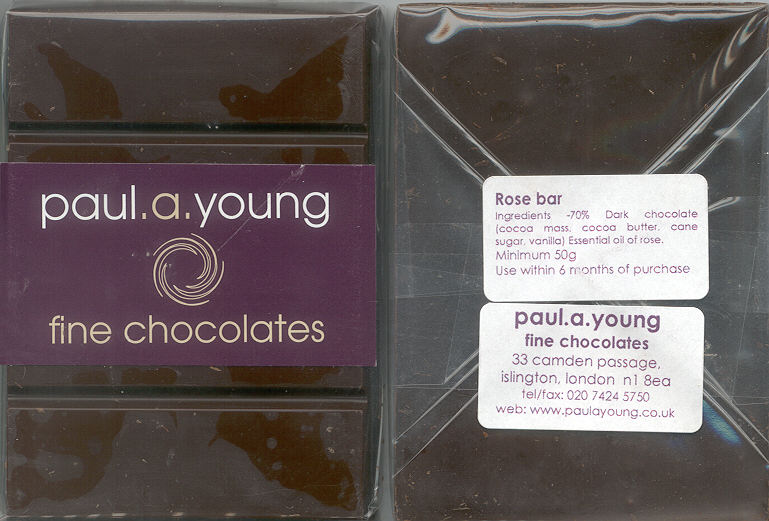 paul.a.young
fine chocolates
Rose bar
Ingredients -70% Dark chocolate
(cocoa mass, cocoa butter, cane
sugar, vanilla) Essential oil of rose.
Minimum 50g
Use within 6 months of purchase
paul.a.young
fine chocolates
33 camden passage,
islington, london n1 8ea
tel/fax: 020 7424 5750
web: www.paulayoung.co.uk